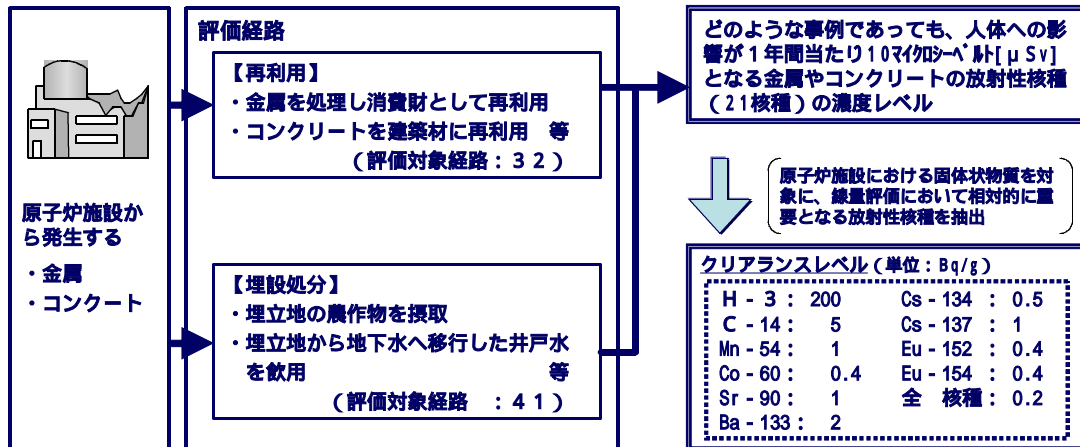 原子炉施設か
ら発生する
・金属
・コンクート
評価経路
【再利用】
・金属を処理し消費財として再利用
・コンクリートを建築材に再利用 等
(評価対象経路:32)
【埋設処分】
・埋立地の農作物を摂取
・埋立地から地下水へ移行した井戸水
を飲用 等
(評価対象経路 :41)
どのような事例であっても、人体への影
響が1年間当たり10マイクロシーベルト[μSv]
となる金属やコンクリートの放射性核種
(21核種)の濃度レベル
原子炉施設における固体状物質を対
象に、線量評価において相対的に重
要となる放射性核種を抽出
クリアランスレベル(単位:Bq/g)
H-3: 200 Cs-134 : 0.5
C-14: 5 Cs-137 : 1
Mn-54: 1 Eu-152 : 0.4
Co-60: 0.4 Eu-154 : 0.4
Sr-90: 1 全 核種: 0.2
Ba-133: 2